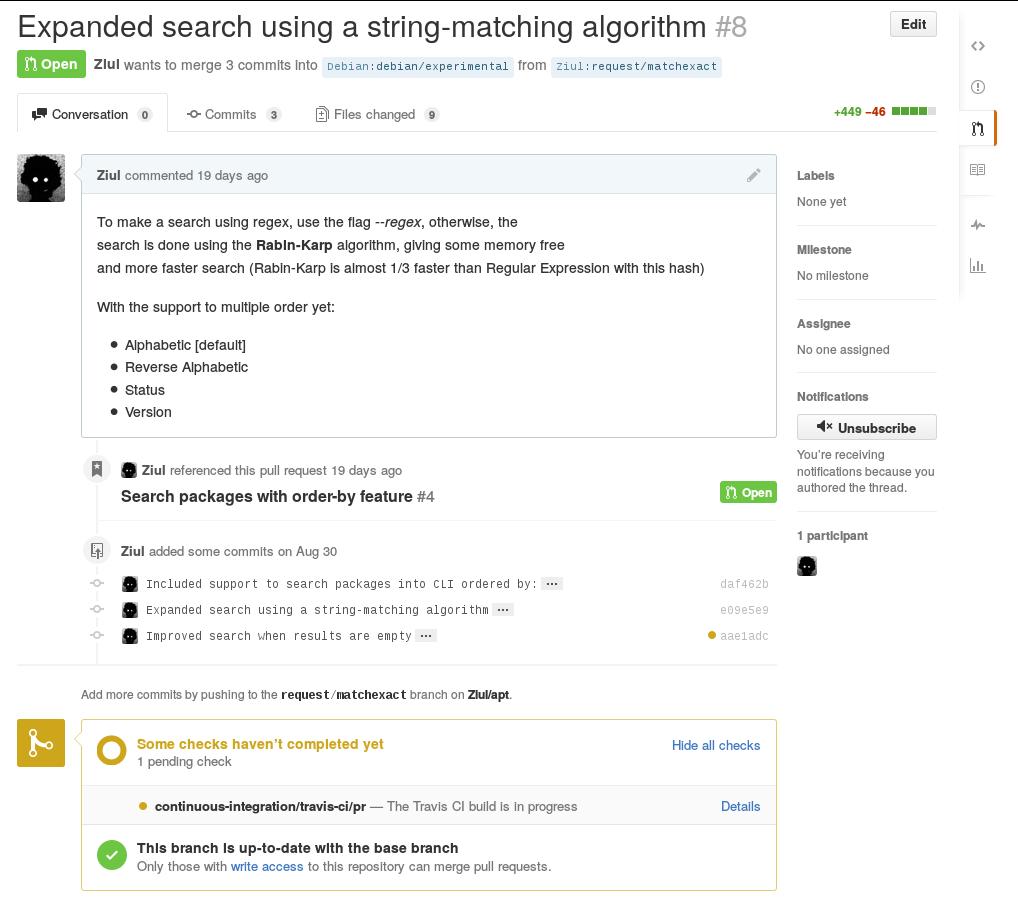 Expanded search using a string-matching algorithm #8
Edit
Open Ziul wants to merge 3 commits into Debian:debian/experimental from Ziul:request/matchexact
Conversation 0 Commits 3 Files changed 9 +449 −46
Ziul commented 19 days ago
To make a search using regex, use the flag --regex, otherwise, the
search is done using the Rabin-Karp algorithm, giving some memory free
and more faster search (Rabin-Karp is almost 1/3 faster than Regular Expression with this hash)
With the support to multiple order yet:
• Alphabetic [default]
• Reverse Alphabetic
• Status
• Version
Ziul referenced this pull request 19 days ago
Search packages with order-by feature #4
Open
Ziul added some commits on Aug 30
Included support to search packages into CLI ordered by: … daf462b
Expanded search using a string-matching algorithm … e09e5e9
Improved search when results are empty … aae1adc
Add more commits by pushing to the request/matchexact branch on Ziul/apt.
Some checks haven't completed yet
1 pending check
Hide all checks
continuous-integration/travis-ci/pr — The Travis CI build is in progress
Details
This branch is up-to-date with the base branch
Only those with write access to this repository can merge pull requests.
Labels
None yet
Milestone
No milestone
Assignee
No one assigned
Notifications
Unsubscribe
You're receiving
notifications because you
authored the thread.
1 participant